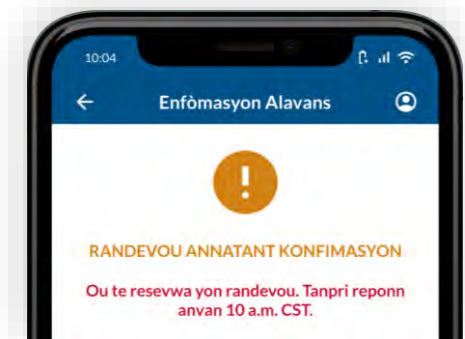 10:04
Enfòmasyon Alavans
RANDEVOU ANNATANT KONFIMASYON
Ou te resevwa yon randevou. Tanpri reponn
anvan 10 a.m. CST.